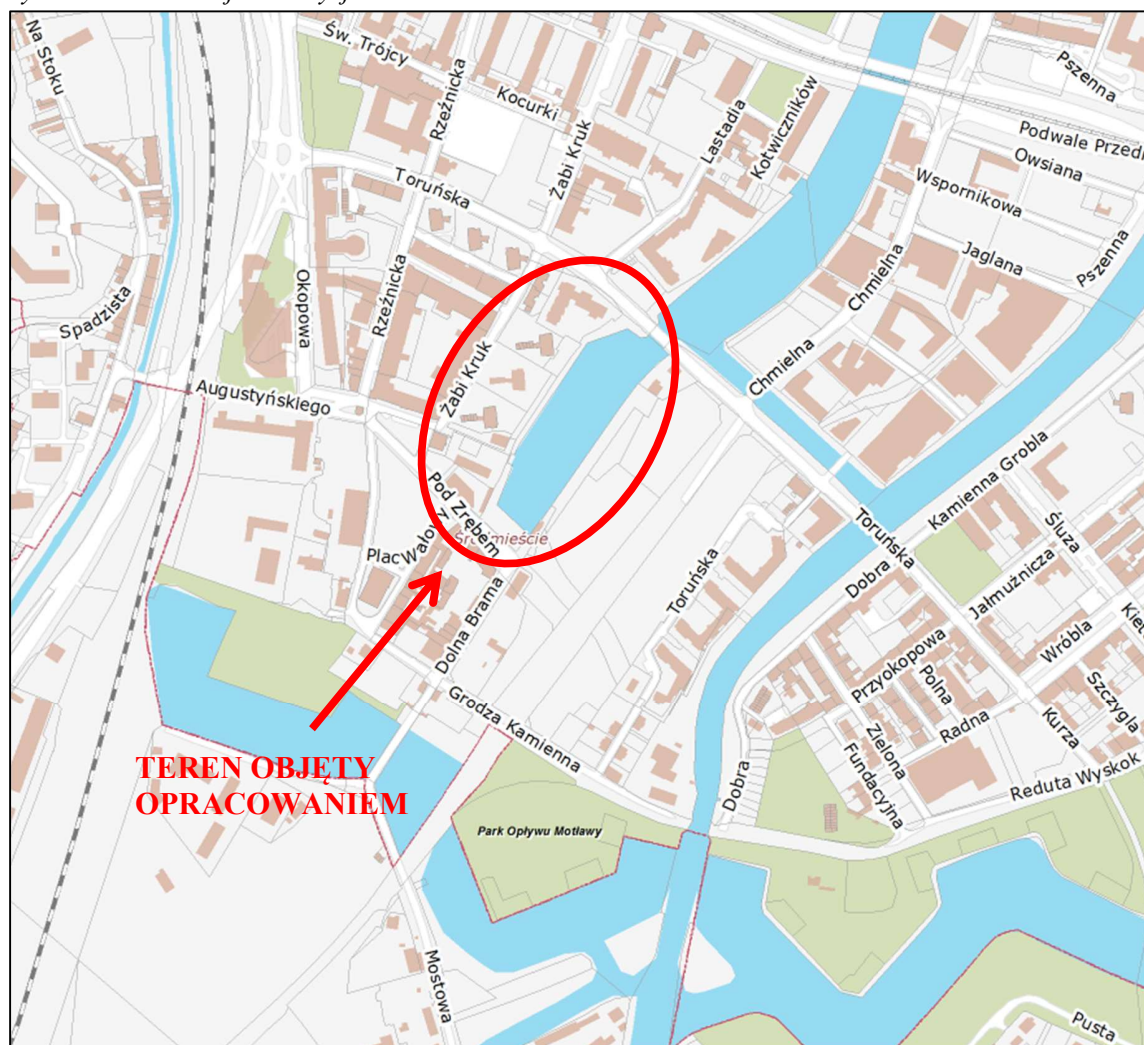 Na Stoku
Św. Trójcy
Kocurki
Rzeźnicka
Żabi Kruk
Lastadia
Kotwiczników
Pszenna
Podwale Przedm
Owsiana
Wspornikowa
Jaglana
Pszenna
Toruńska
Chmielna
Okopowa
Rzeźnicka
Spadzista
Augustyńskiego
Żabi Kruk
Chmielna
Kamienna Grobla
Pod Zrębem
Śródmieście
Plac Wałowy
Toruńska
Śluza
Dobra
Jałmużnicza
Toruńska
Dolna Brama
Przyokopowa
Polna
Wróbla
Szczygla
Radna
Kurza
Zielona
Fundacyjna
Grodza Kamienna
Dobra
Reduta Wyskok
TEREN OBJĘTY
OPRACOWANIEM
Park Opływu Motławy
Mostowa
Pusta